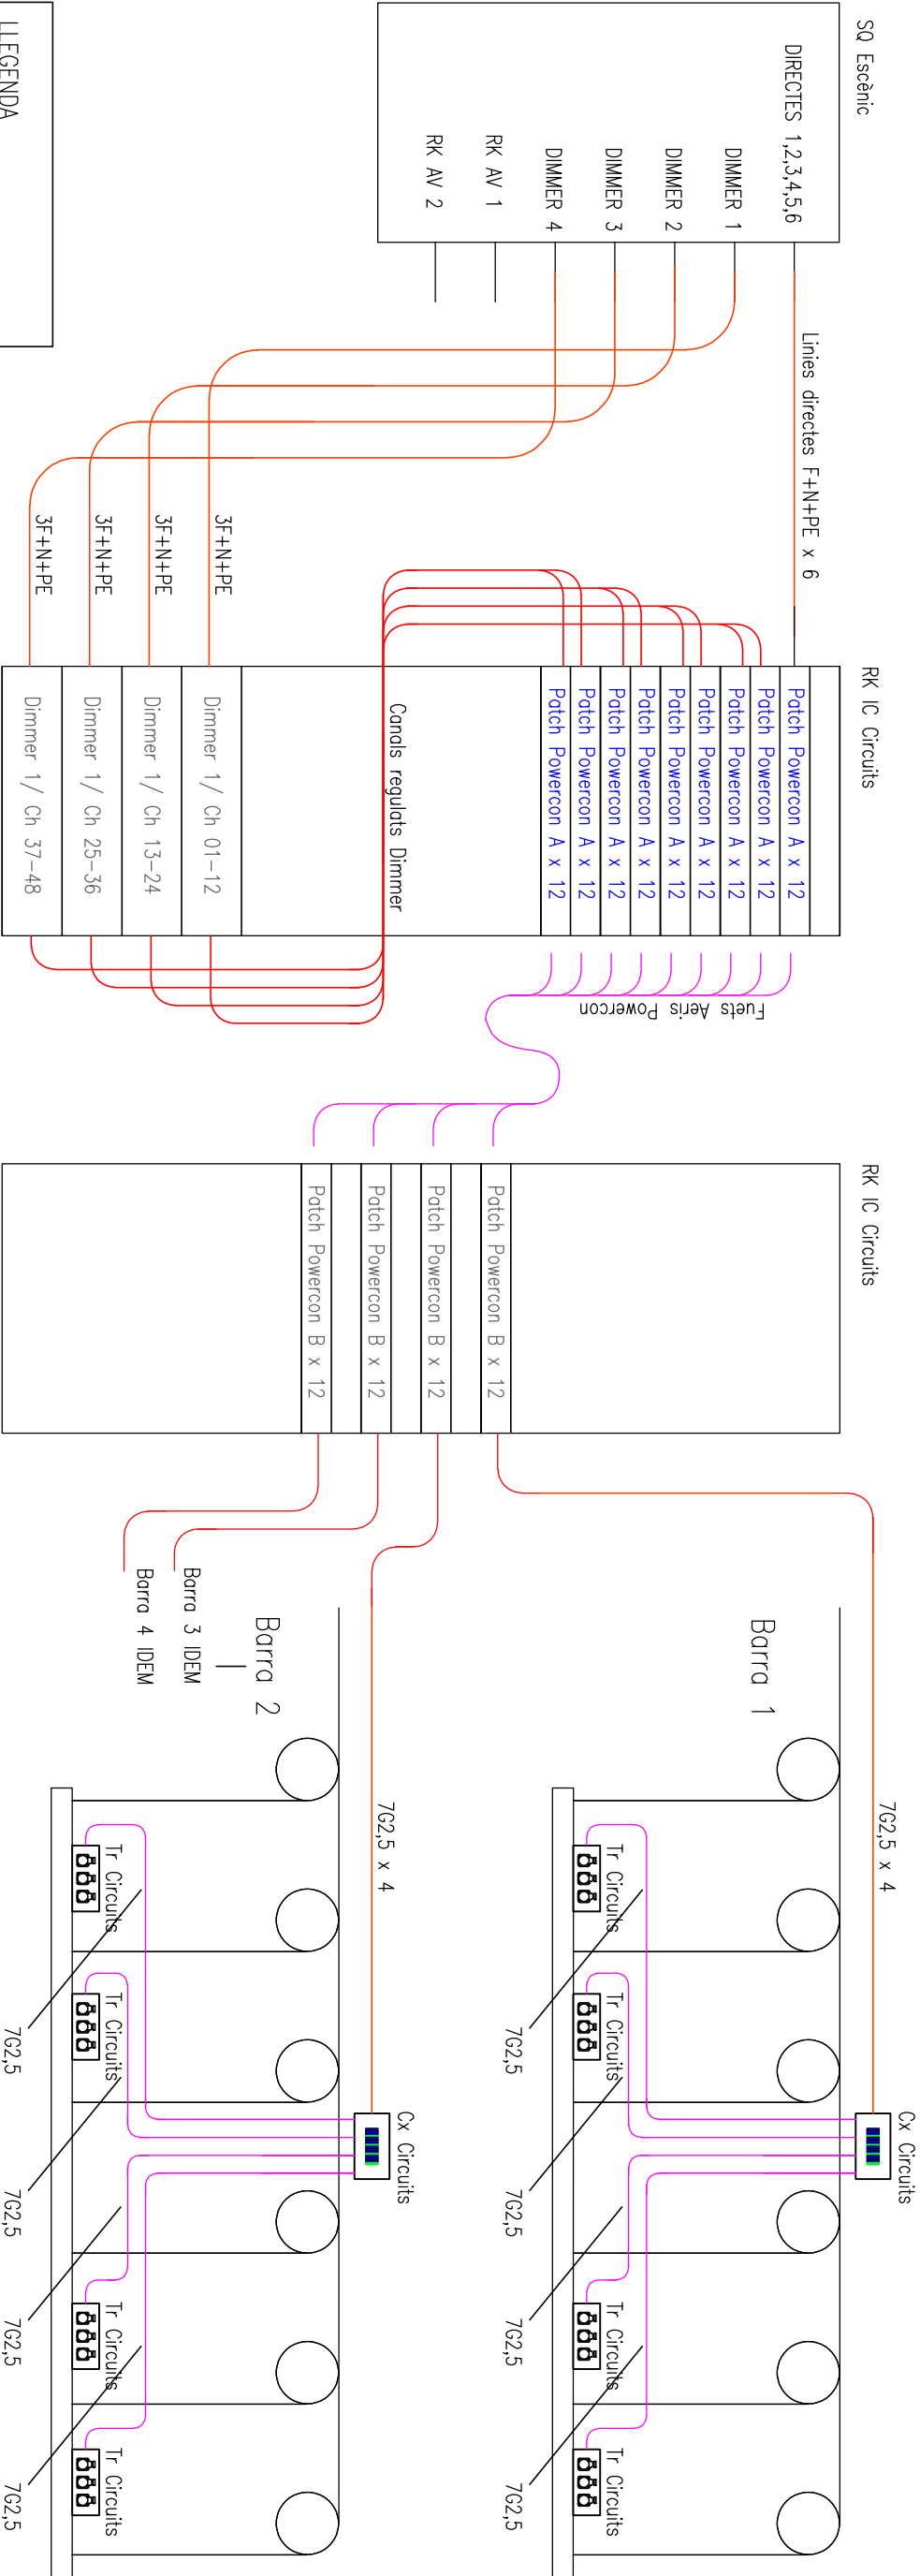 SQ Escènic
DIRECTES 1,2,3,4,5,6
DIMMER 1
DIMMER 2
DIMMER 3
DIMMER 4
RK AV 1
RK AV 2
LLEGENDA
Linies directes F+N+PE x 6
3F+N+PE
3F+N+PE
3F+N+PE
3F+N+PE
RK IC Circuits
Patch Powercon A x 12
Patch Powercon A x 12
Patch Powercon A x 12
Patch Powercon A x 12
Patch Powercon A x 12
Patch Powercon A x 12
Patch Powercon A x 12
Patch Powercon A x 12
Patch Powercon A x 12
Canals regulats Dimmer
Dimmer 1/ Ch 01-12
Dimmer 1/ Ch 13-24
Dimmer 1/ Ch 25-36
Dimmer 1/ Ch 37-48
Fuets Aeris Powercon
RK IC Circuits
Patch Powercon B x 12
Patch Powercon B x 12
Patch Powercon B x 12
Patch Powercon B x 12
Barra 1
7G2,5 x 4
Cx Circuits
Tr Circuits
Tr Circuits
Tr Circuits
Tr Circuits
7G2,5
7G2,5
7G2,5
7G2,5
Barra 2
Barra 3 IDEM
Barra 4 IDEM
7G2,5 x 4
Cx Circuits
Tr Circuits
Tr Circuits
Tr Circuits
Tr Circuits
7G2,5
7G2,5
7G2,5
7G2,5